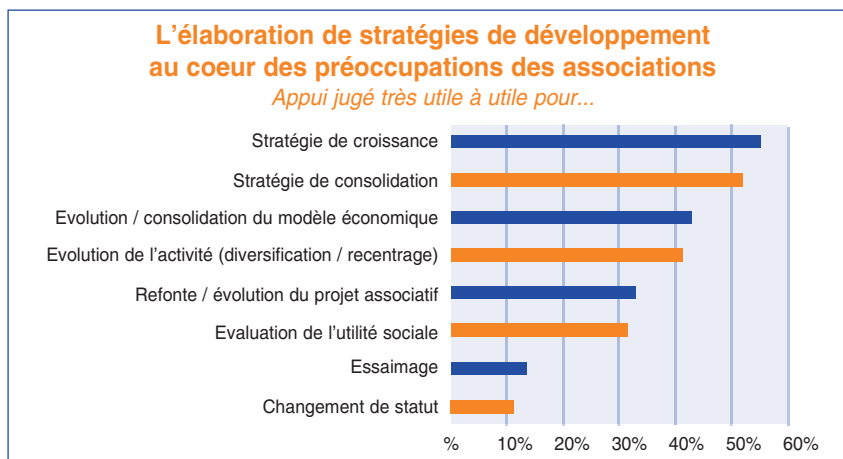 L'élaboration de stratégies de développement
au coeur des préoccupations des associations
Appui jugé très utile à utile pour...
Stratégie de croissance
Stratégie de consolidation
Evolution / consolidation du modèle économique
Evolution de l'activité (diversification / recentrage)
Refonte / évolution du projet associatif
Evaluation de l'utilité sociale
Essaimage
Changement de statut
% 10% 20% 30% 40% 50% 60%